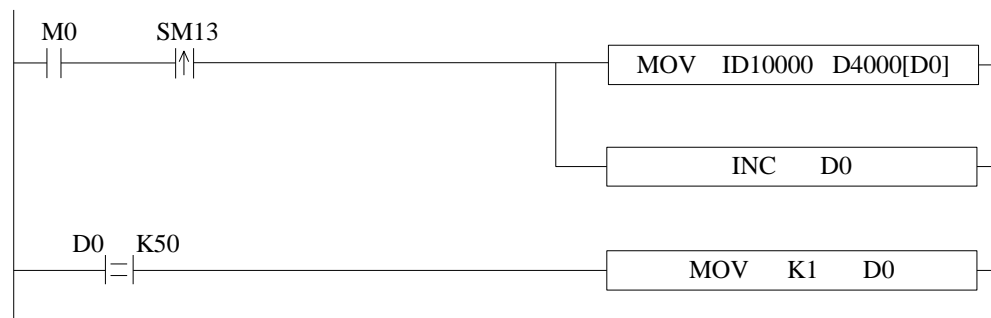 M0 SM13
MOV ID10000 D4000[D0]
INC D0
D0 K50
MOV K1 D0